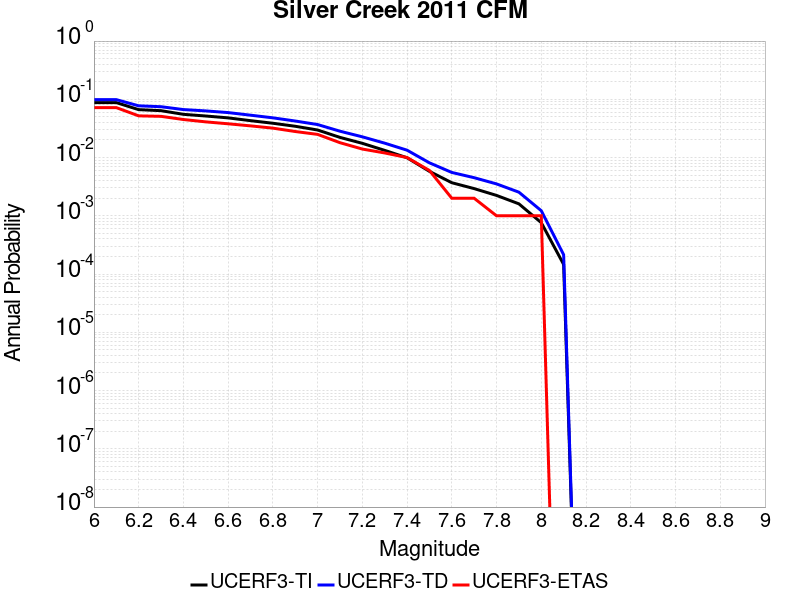 Silver Creek 2011 CFM
10^0
10^-1
10^-2
10^-3
10^-4
10^-5
10^-6
10^-7
10^-8
Annual Probability
6 6.2 6.4 6.6 6.8 7 7.2 7.4 7.6 7.8 8 8.2 8.4 8.6 8.8 9
Magnitude
UCERF3-TI UCERF3-TD UCERF3-ETAS